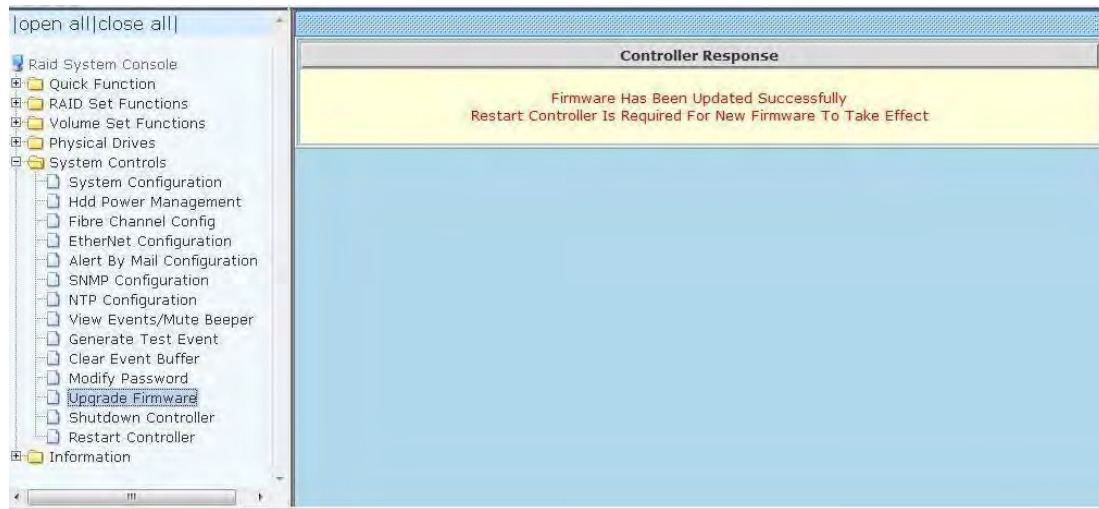 |open all|close all|
Raid System Console
Quick Function
RAID Set Functions
Volume Set Functions
Physical Drives
System Controls
System Configuration
Hdd Power Management
Fibre Channel Config
EtherNet Configuration
Alert By Mail Configuration
SNMP Configuration
NTP Configuration
View Events/Mute Beeper
Generate Test Event
Clear Event Buffer
Modify Password
Upgrade Firmware
Shutdown Controller
Restart Controller
Information
Controller Response
Firmware Has Been Updated Successfully
Restart Controller Is Required For New Firmware To Take Effect